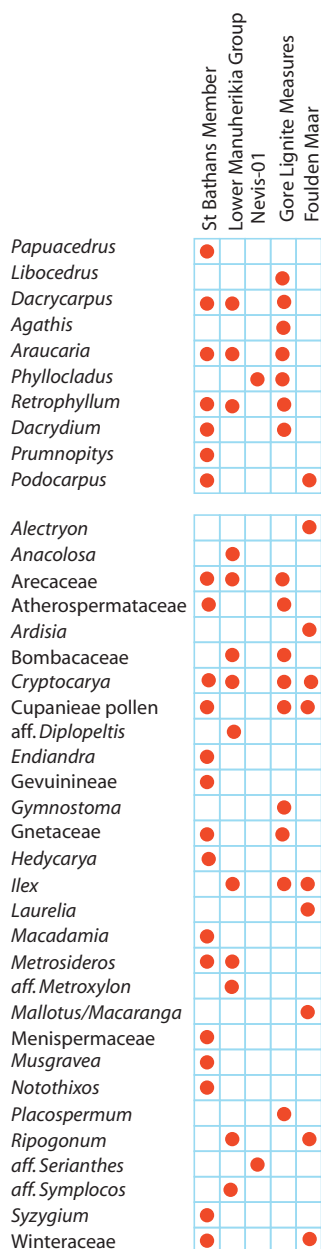 St Bathans Member
Lower Manuherikia Group
Nevis-01
Gore Lignite Measures
Foulden Maar
Papuacedrus
Libocedrus
Dacrycarpus
Agathis
Araucaria
Phyllocladus
Retrophyllum
Dacrydium
Prumnopitys
Podocarpus
Alectryon
Anacolosa
Arecaceae
Atherospermataceae
Ardisia
Bombacaceae
Cryptocarya
Cupanieae pollen
aff. Diplopeltis
Endiandra
Gevuinineae
Gymnostoma
Gnetaceae
Hedycarya
Ilex
Laurelia
Macadamia
Metrosideros
aff. Metroxylon
Mallotus/Macaranga
Menispermaceae
Musgravea
Notothixos
Placospermum
Ripogonum
aff. Serianthes
aff. Symplocos
Syzygium
Winteraceae